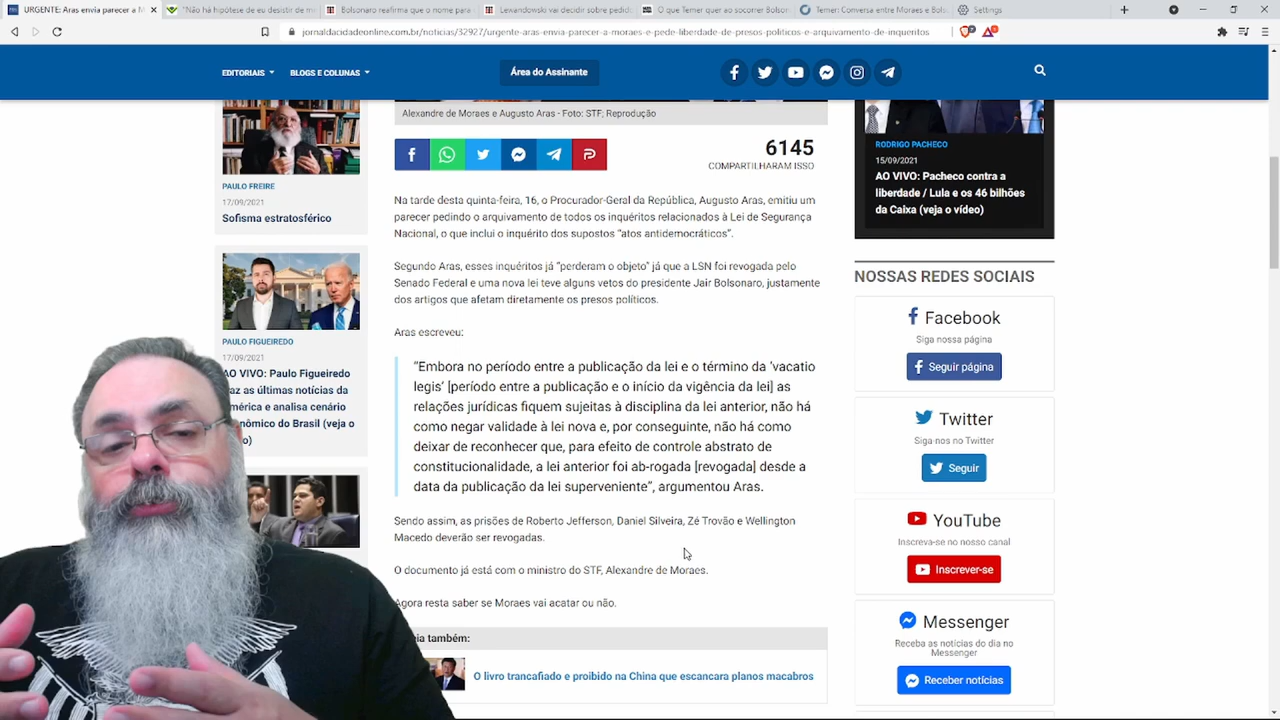 URGENTE: Aras envia parecer a M
"Não há hipótese de eu desistir de m
Bolsonaro reafirma que o nome para
Lewandowski vai decidir sobre pedido
O que Temer quer ao socorrer Bolson
Temer: Conversa entre Moraes e Bols
Settings
jornaldacidadeonline.com.br/noticias/32927/urgente-aras-envia-parecer-a-moraes-e-pede-liberdade-de-presos-politicos-e-arquivamento-de-inqueritos
EDITORIAIS
BLOGS E COLUNAS
Área do Assinante
Alexandre de Moraes e Augusto Aras - Foto: STF; Reprodução
6145
COMPARTILHARAM ISSO
PAULO FREIRE
17/09/2021
Sofisma estratosférico
PAULO FIGUEIREDO
17/09/2021
AO VIVO: Paulo Figueiredo
az as últimas notícias da
mérica e analisa cenário
nômico do Brasil (veja o
o)
Na tarde desta quinta-feira, 16, o Procurador-Geral da República, Augusto Aras, emitiu um
parecer pedindo o arquivamento de todos os inquéritos relacionados à Lei de Segurança
Nacional, o que inclui o inquérito dos supostos “atos antidemocráticos”.
Segundo Aras, esses inquéritos já “perderam o objeto” já que a LSN foi revogada pelo
Senado Federal e uma nova lei teve alguns vetos do presidente Jair Bolsonaro, justamente
dos artigos que afetam diretamente os presos políticos.
Aras escreveu:
“Embora no período entre a publicação da lei e o término da ‘vacatio
legis’ [período entre a publicação e o início da vigência da lei] as
relações jurídicas fiquem sujeitas à disciplina da lei anterior, não há
como negar validade à lei nova e, por conseguinte, não há como
deixar de reconhecer que, para efeito de controle abstrato de
constitucionalidade, a lei anterior foi ab-rogada [revogada] desde a
data da publicação da lei superveniente”, argumentou Aras.
Sendo assim, as prisões de Roberto Jefferson, Daniel Silveira, Zé Trovão e Wellington
Macedo deverão ser revogadas.
O documento já está com o ministro do STF, Alexandre de Moraes.
Agora resta saber se Moraes vai acatar ou não.
eia também:
O livro trancafiado e proibido na China que escancara planos macabros
RODRIGO PACHECO
15/09/2021
AO VIVO: Pacheco contra a
liberdade / Lula e os 46 bilhões
da Caixa (veja o vídeo)
NOSSAS REDES SOCIAIS
Facebook
Siga nossa página
Seguir página
Twitter
Siga-nos no Twitter
Seguir
YouTube
Inscreva-se no nosso canal
Inscrever-se
Messenger
Receba as notícias do dia no
Messenger
Receber notícias